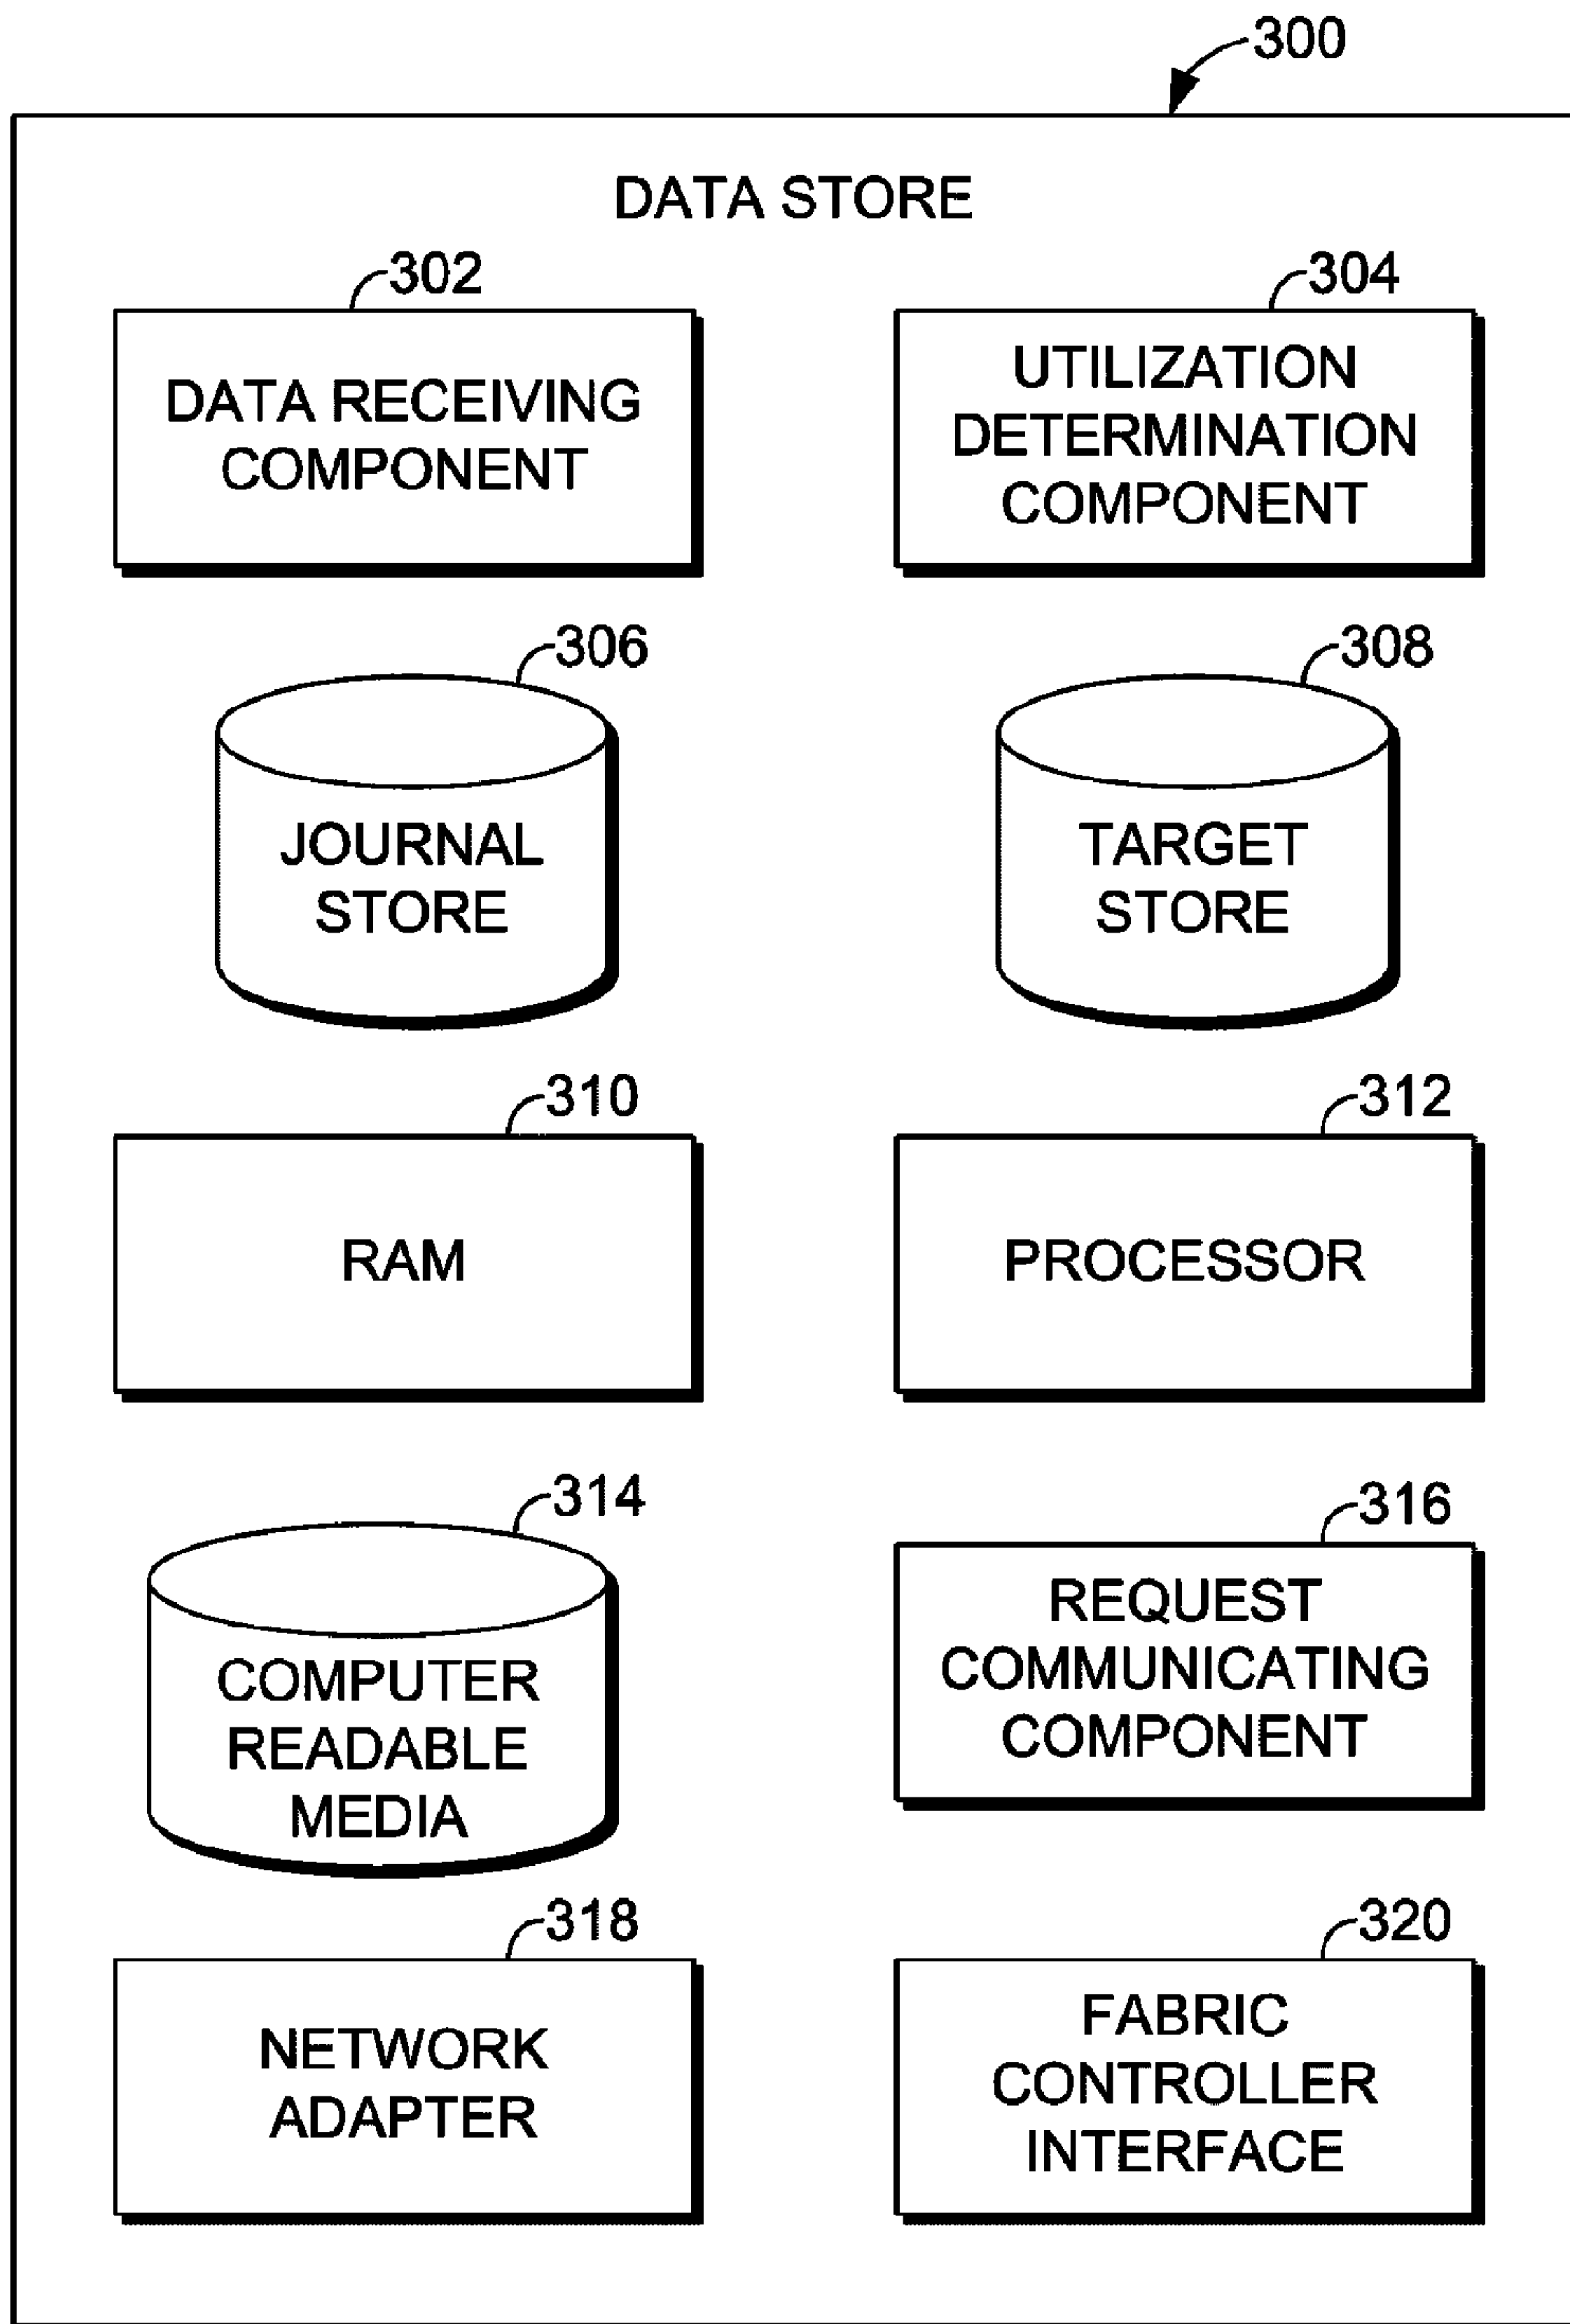 300
DATA STORE
302
DATA RECEIVING
COMPONENT
304
UTILIZATION
DETERMINATION
COMPONENT
306
JOURNAL
STORE
308
TARGET
STORE
310
RAM
312
PROCESSOR
314
COMPUTER
READABLE
MEDIA
316
REQUEST
COMMUNICATING
COMPONENT
318
NETWORK
ADAPTER
320
FABRIC
CONTROLLER
INTERFACE